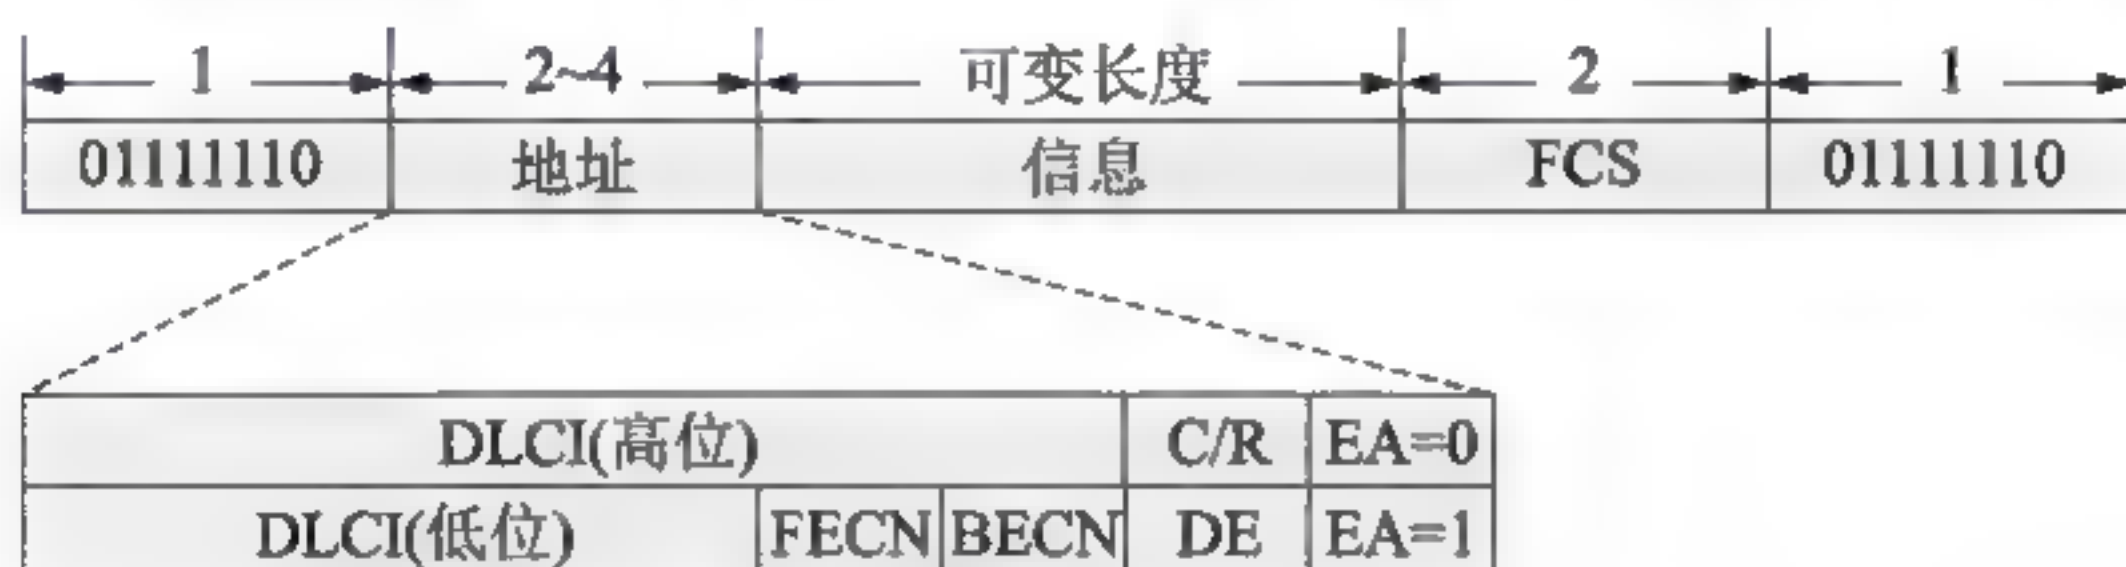 1 2~4 可变长度 2 1
01111110 地址 信息 FCS 01111110
DLCI(高位) C/R EA=0
DLCI(低位) FECN BECN DE EA=1